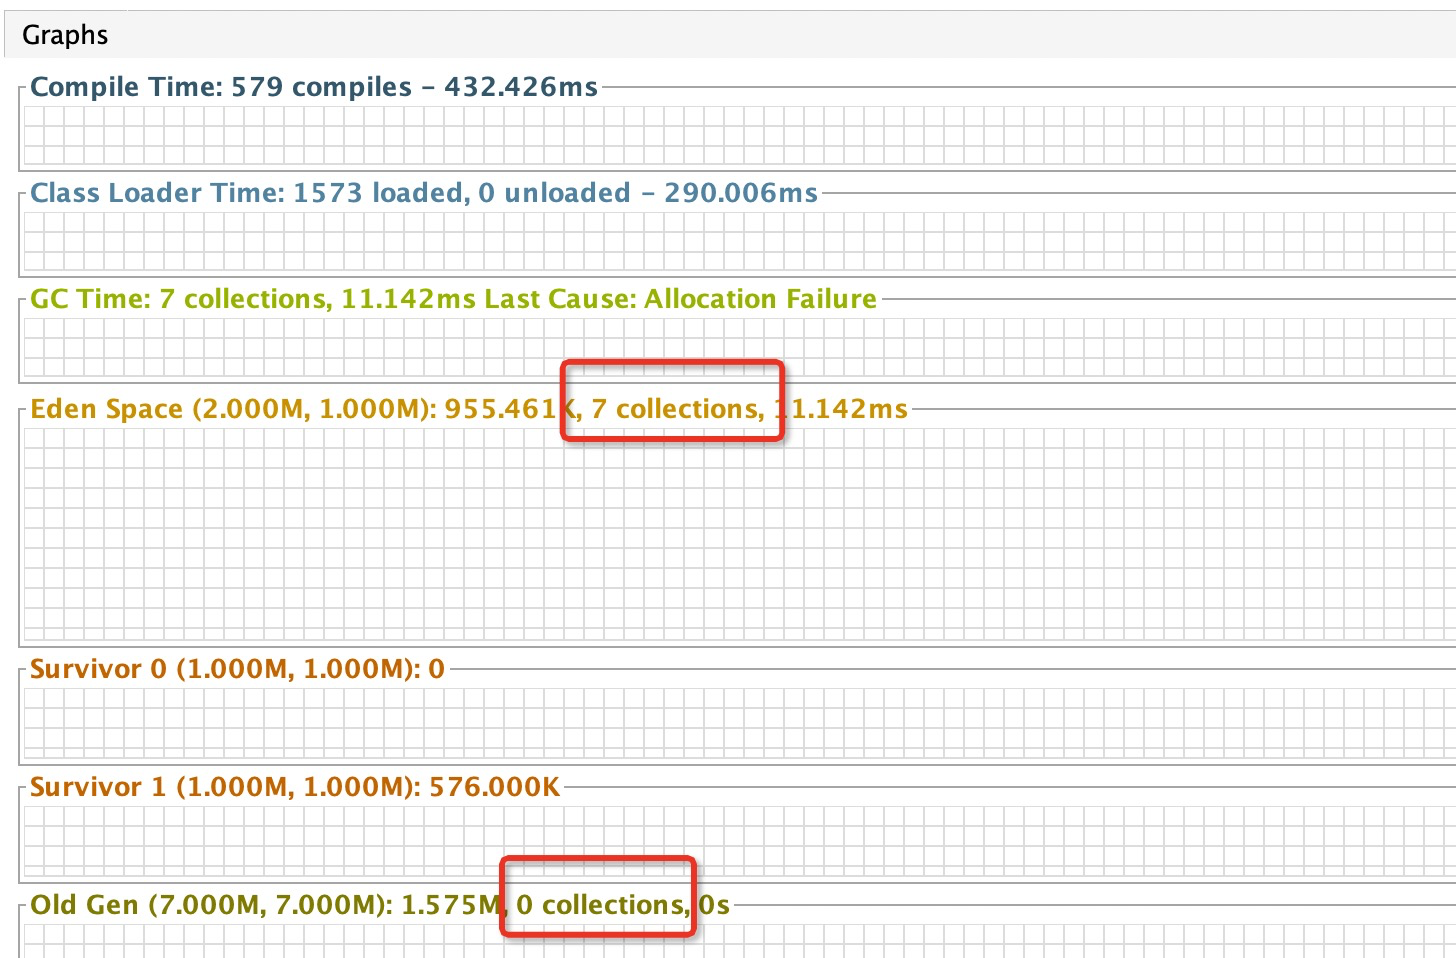 Graphs
Compile Time: 579 compiles – 432.426ms
Class Loader Time: 1573 loaded, 0 unloaded – 290.006ms
GC Time: 7 collections, 11.142ms Last Cause: Allocation Failure
Eden Space (2.000M, 1.000M): 955.461K, 7 collections, 11.142ms
Survivor 0 (1.000M, 1.000M): 0
Survivor 1 (1.000M, 1.000M): 576.000K
Old Gen (7.000M, 7.000M): 1.575M, 0 collections, 0s